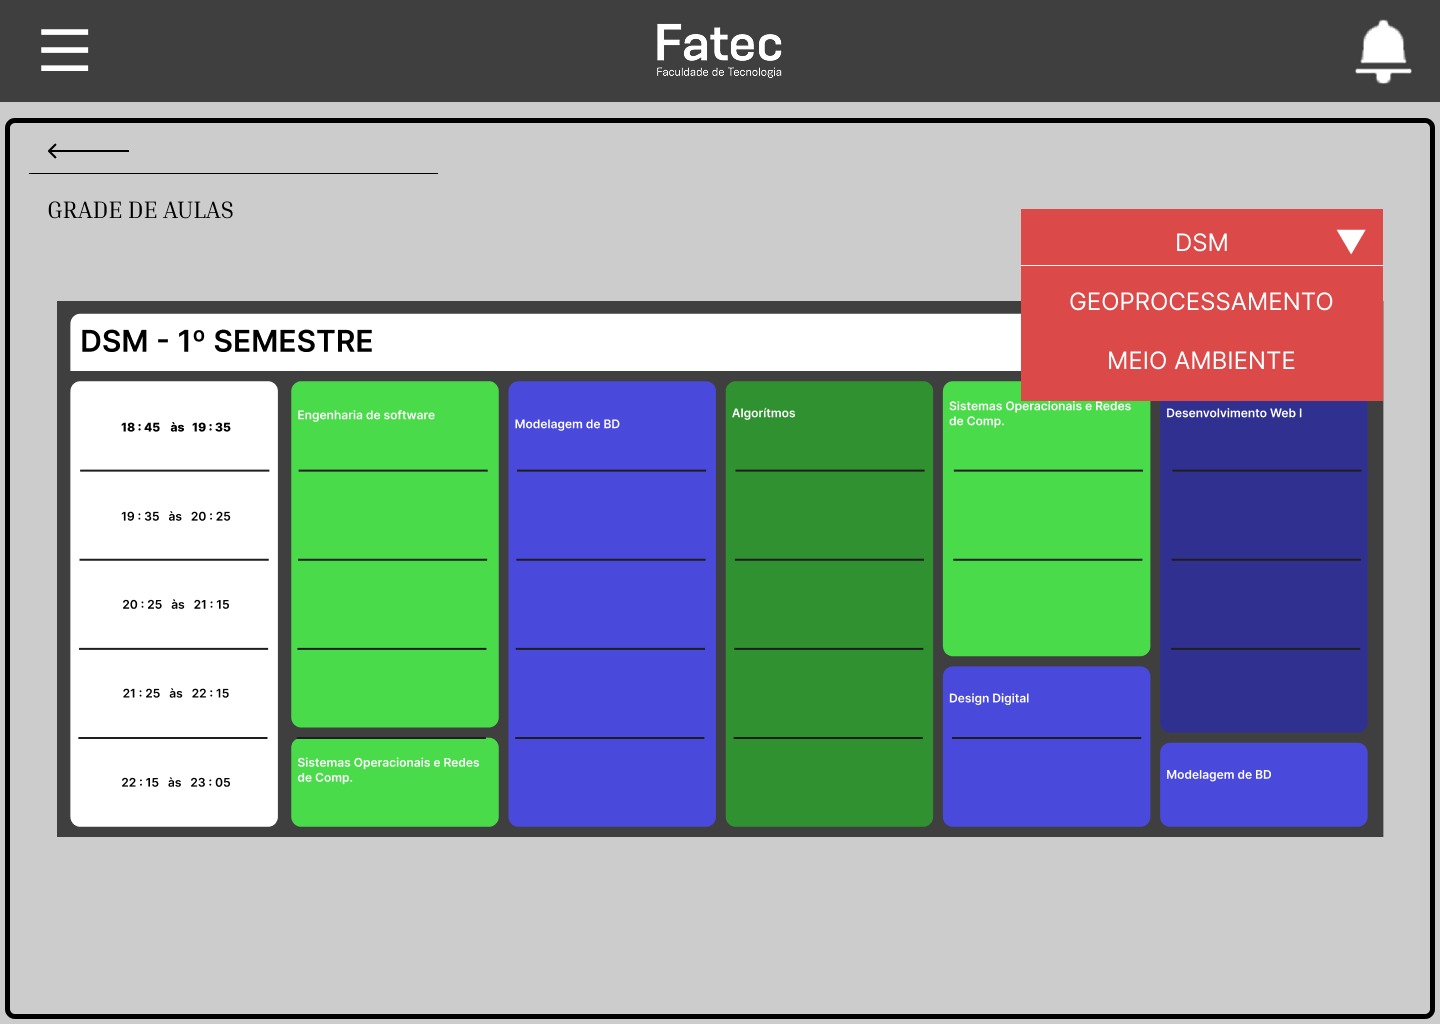 Fatec
Faculdade de Tecnologia
GRADE DE AULAS
DSM
GEOPROCESSAMENTO
MEIO AMBIENTE
DSM - 1º SEMESTRE
18:45 às 19:35
19:35 às 20:25
20:25 às 21:15
21:25 às 22:15
22:15 às 23:05
Engenharia de software
Sistemas Operacionais e Redes
de Comp.
Modelagem de BD
Algorítmos
Sistemas Operacionais e Redes
de Comp.
Design Digital
Desenvolvimento Web I
Modelagem de BD